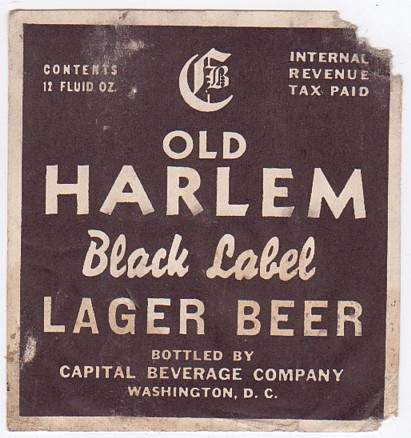 CONTENTS
12 FLUID OZ.
CB
INTERNAL
REVENUE
TAX PAID
OLD
HARLEM
Black Label
LAGER BEER
BOTTLED BY
CAPITAL BEVERAGE COMPANY
WASHINGTON, D. C.